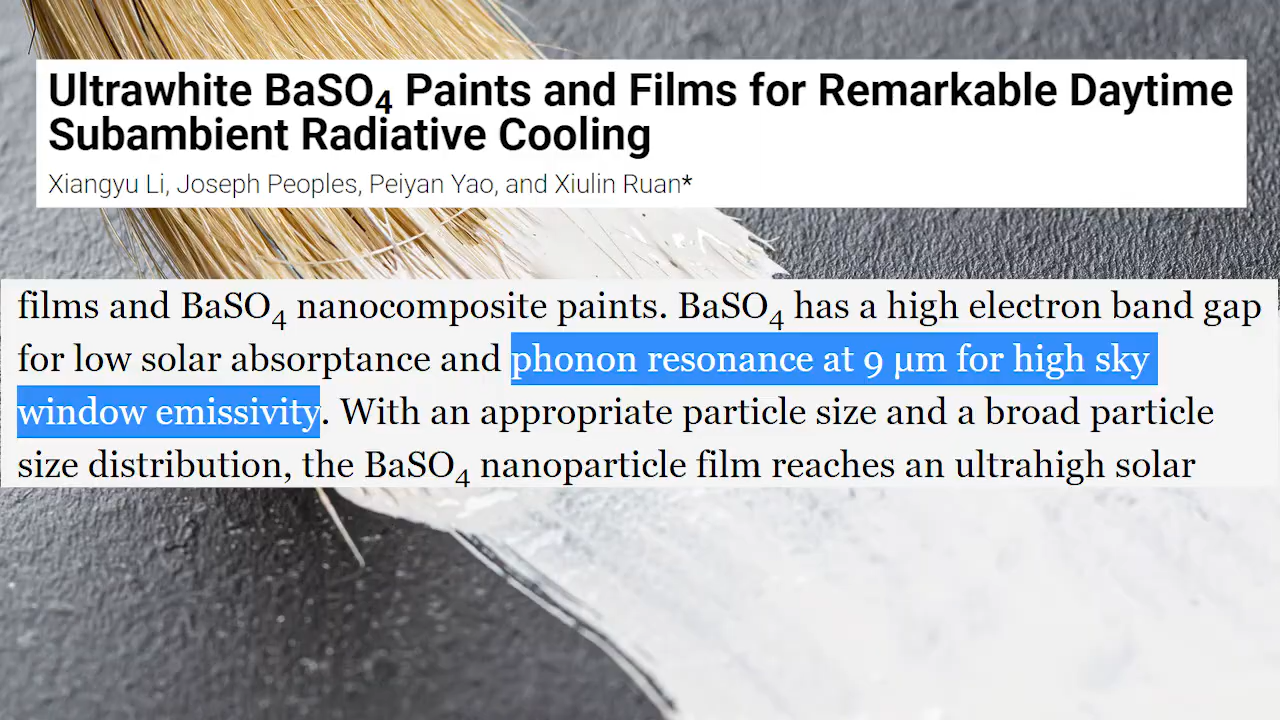 Ultrawhite BaSO₄ Paints and Films for Remarkable Daytime
Subambient Radiative Cooling
Xiangyu Li, Joseph Peoples, Peiyan Yao, and Xiulin Ruan*
films and BaSO₄ nanocomposite paints. BaSO₄ has a high electron band gap
for low solar absorptance and phonon resonance at 9 μm for high sky
window emissivity. With an appropriate particle size and a broad particle
size distribution, the BaSO₄ nanoparticle film reaches an ultrahigh solar